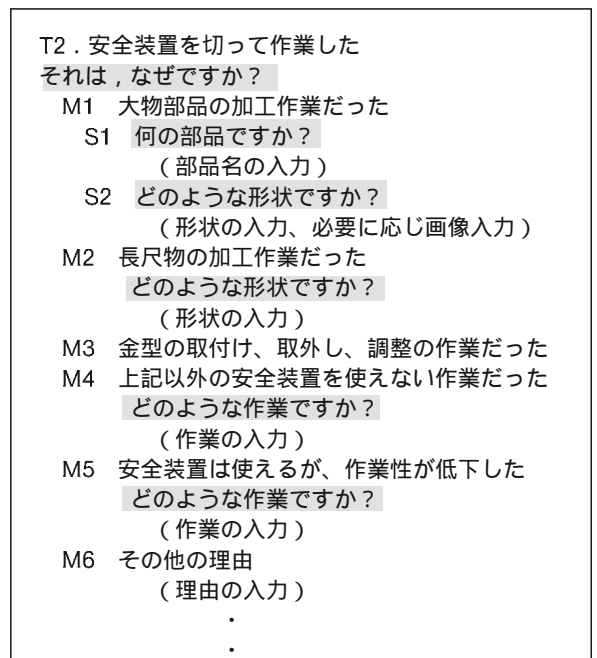 T2．安全装置を切って作業した
それは，なぜですか？
M1　大物部品の加工作業だった
S1　何の部品ですか？
（部品名の入力）
S2　どのような形状ですか？
（形状の入力、必要に応じ画像入力）
M2　長尺物の加工作業だった
どのような形状ですか？
（形状の入力）
M3　金型の取付け、取外し、調整の作業だった
M4　上記以外の安全装置を使えない作業だった
どのような作業ですか？
（作業の入力）
M5　安全装置は使えるが、作業性が低下した
どのような作業ですか？
（作業の入力）
M6　その他の理由
（理由の入力）
・
・